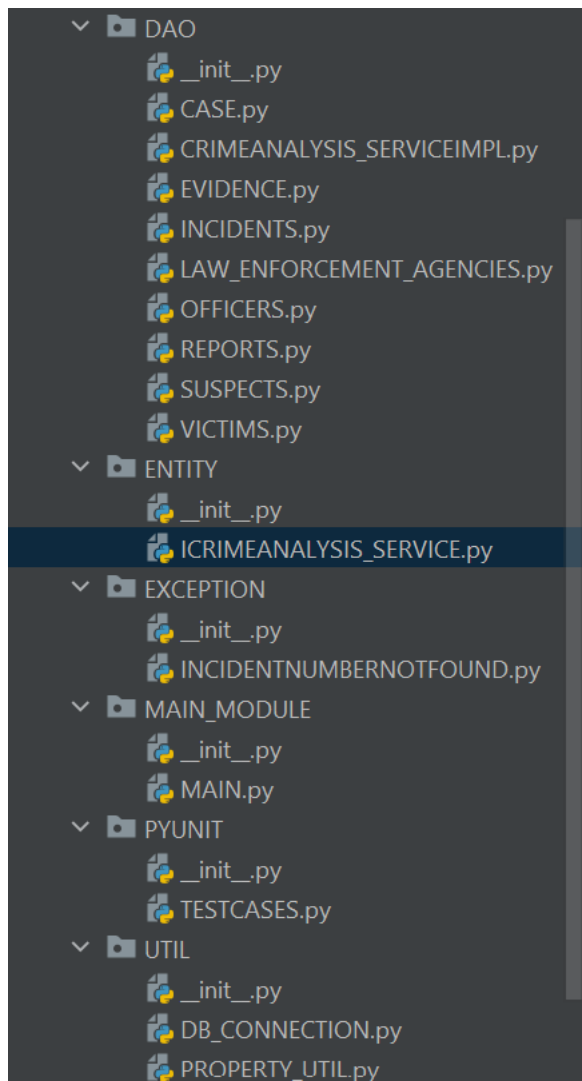 DAO
__init__.py
CASE.py
CRIMEANALYSIS_SERVICEIMPL.py
EVIDENCE.py
INCIDENTS.py
LAW_ENFORCEMENT_AGENCIES.py
OFFICERS.py
REPORTS.py
SUSPECTS.py
VICTIMS.py
ENTITY
__init__.py
ICRIMEANALYSIS_SERVICE.py
EXCEPTION
__init__.py
INCIDENTNUMBERNOTFOUND.py
MAIN_MODULE
__init__.py
MAIN.py
PYUNIT
__init__.py
TESTCASES.py
UTIL
__init__.py
DB_CONNECTION.py
PROPERTY_UTIL.py